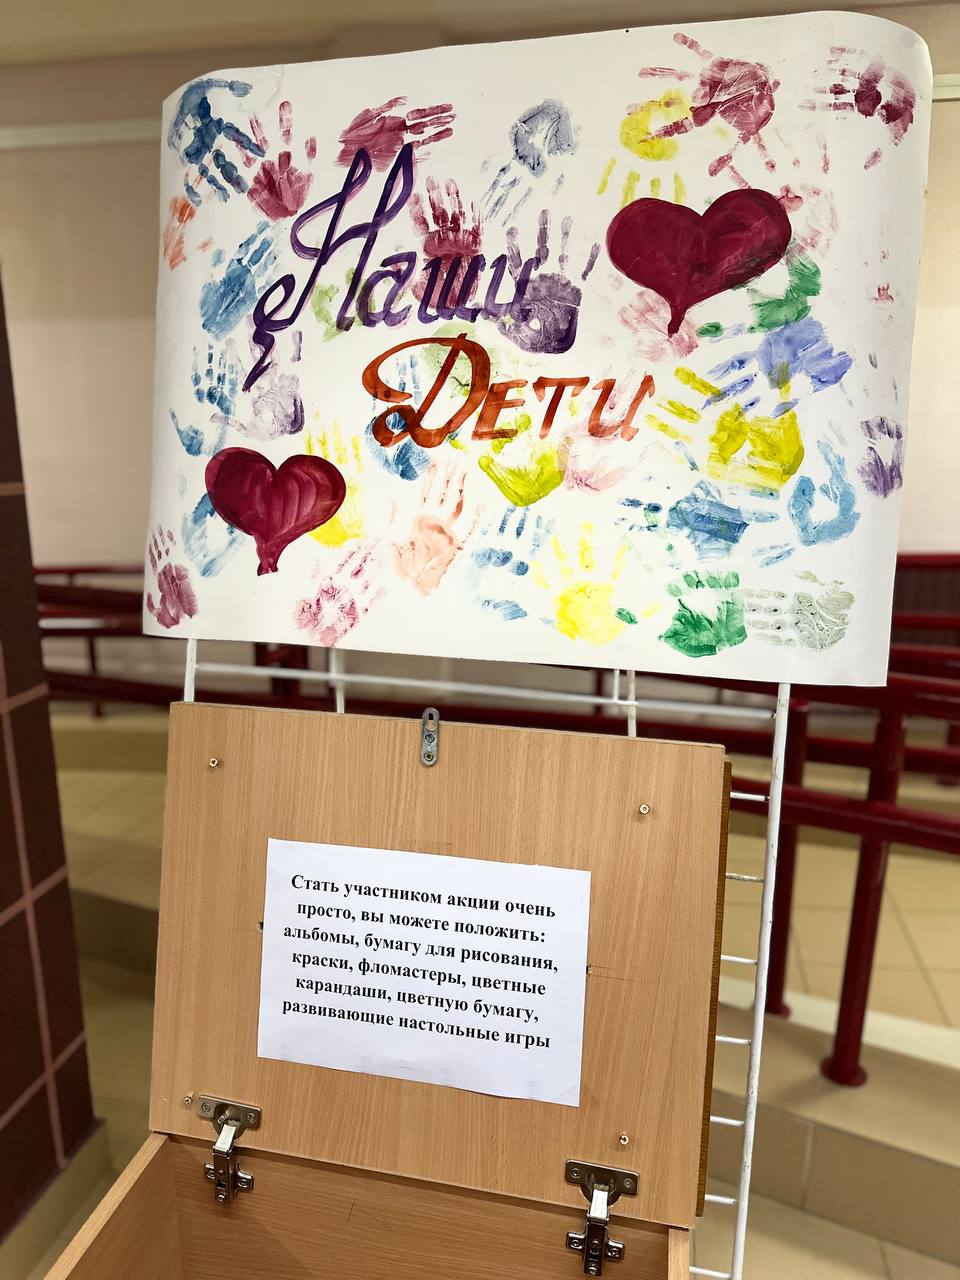 Наши
Дети
Стать участником акции очень
просто, вы можете положить:
альбомы, бумагу для рисования,
краски, фломастеры, цветные
карандаши, цветную бумагу,
развивающие настольные игры